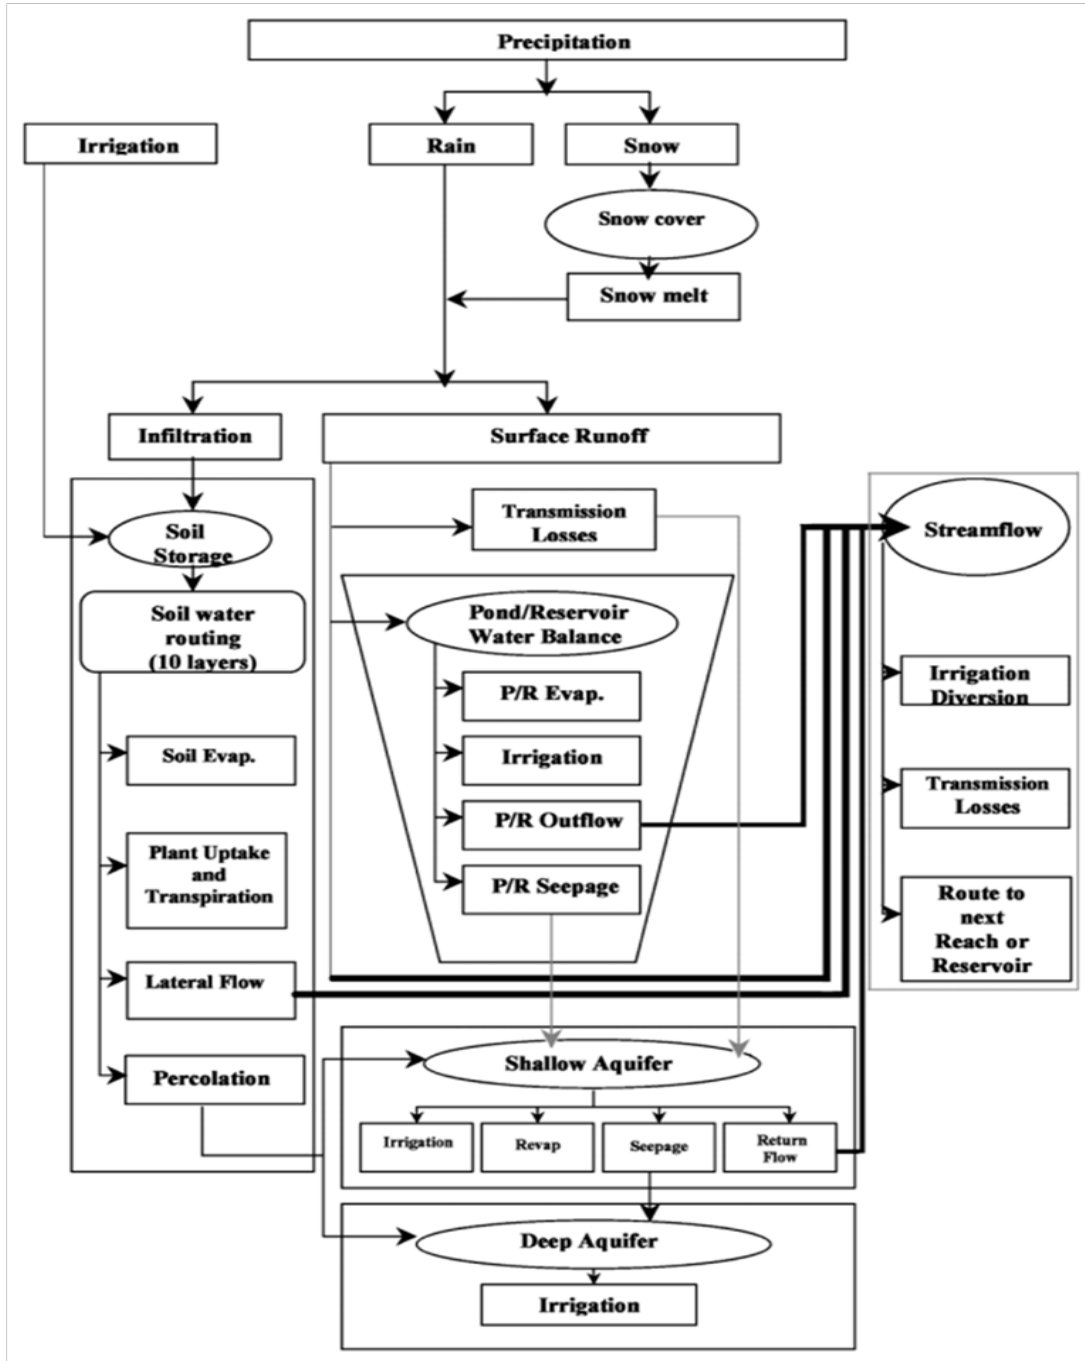 Precipitation
Irrigation
Rain
Snow
Snow cover
Snow melt
Infiltration
Surface Runoff
Soil
Storage
Transmission
Losses
Streamflow
Soil water
routing
(10 layers)
Pond/Reservoir
Water Balance
P/R Evap.
Irrigation
Diversion
Soil Evap.
Irrigation
Transmission
Losses
P/R Outflow
Plant Uptake
and
Transpiration
P/R Seepage
Route to
next
Reach or
Reservoir
Lateral Flow
Percolation
Shallow Aquifer
Irrigation
Revap
Seepage
Return
Flow
Deep Aquifer
Irrigation